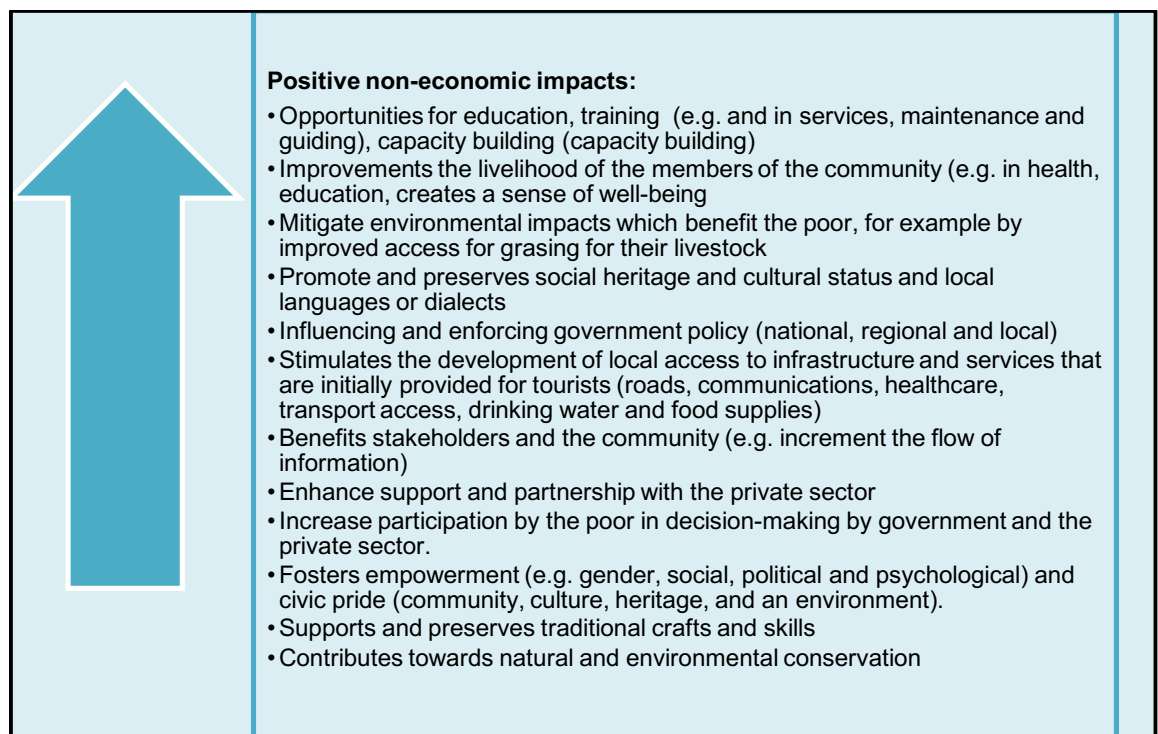 Positive non-economic impacts:
•Opportunities for education, training  (e.g. and in services, maintenance and
guiding), capacity building (capacity building)
•Improvements the livelihood of the members of the community (e.g. in health,
education, creates a sense of well-being
•Mitigate environmental impacts which benefit the poor, for example by
improved access for grasing for their livestock
•Promote and preserves social heritage and cultural status and local
languages or dialects
•Influencing and enforcing government policy (national, regional and local)
•Stimulates the development of local access to infrastructure and services that
are initially provided for tourists (roads, communications, healthcare,
transport access, drinking water and food supplies)
•Benefits stakeholders and the community (e.g. increment the flow of
information)
•Enhance support and partnership with the private sector
•Increase participation by the poor in decision-making by government and the
private sector.
•Fosters empowerment (e.g. gender, social, political and psychological) and
civic pride (community, culture, heritage, and an environment).
•Supports and preserves traditional crafts and skills
•Contributes towards natural and environmental conservation